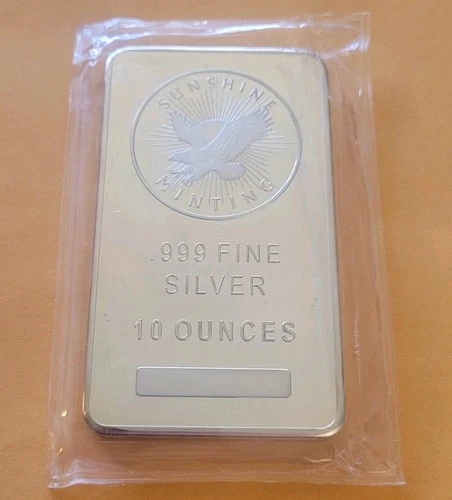 SUNSHINE
MINTING
.999 FINE
SILVER
10 OUNCES